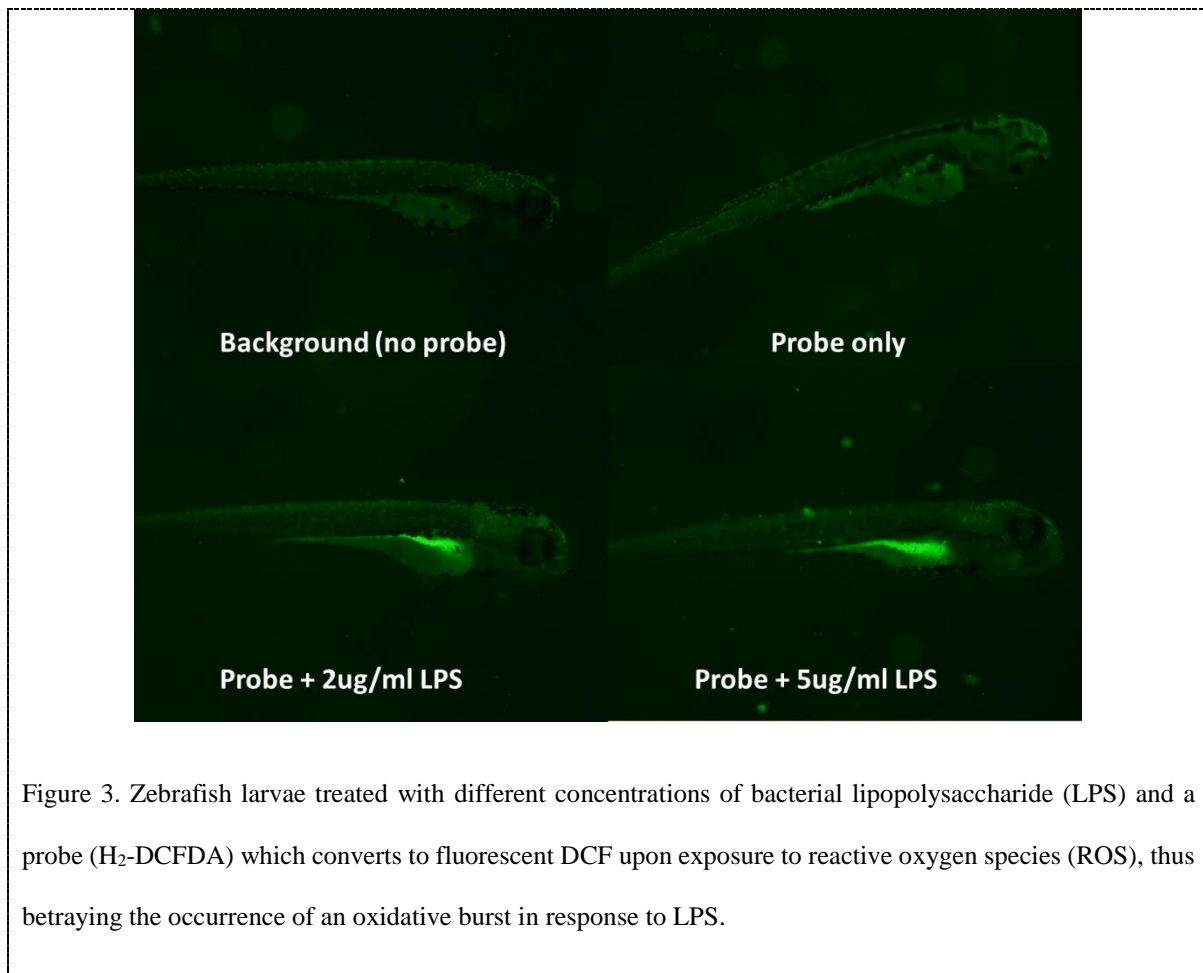 Background (no probe)
Probe only
Probe + 2ug/ml LPS
Probe + 5ug/ml LPS
Figure 3. Zebrafish larvae treated with different concentrations of bacterial lipopolysaccharide (LPS) and a
probe (H₂-DCFDA) which converts to fluorescent DCF upon exposure to reactive oxygen species (ROS), thus
betraying the occurrence of an oxidative burst in response to LPS.